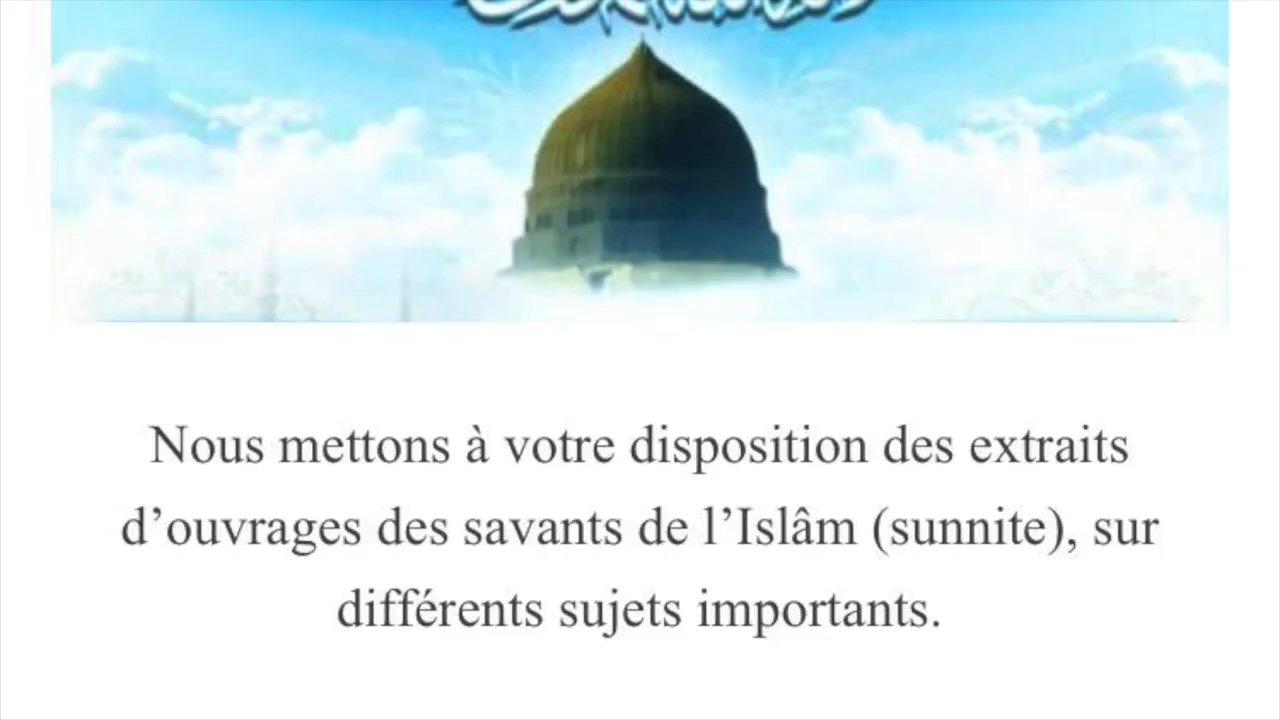 Nous mettons à votre disposition des extraits
d’ouvrages des savants de l’Islâm (sunnite), sur
différents sujets importants.